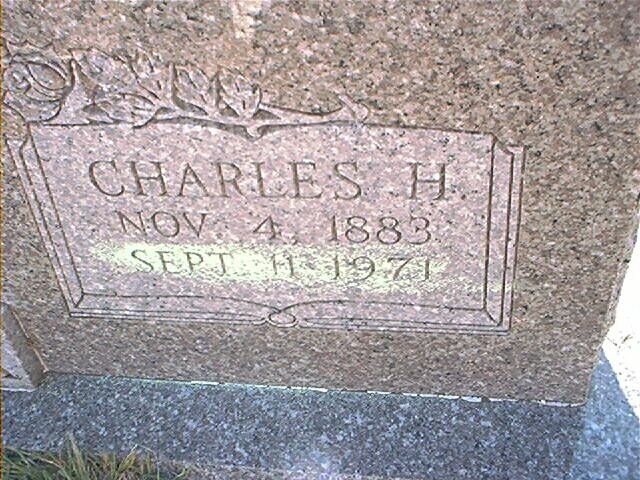 CHARLES H.
NOV. 4, 1883
SEPT. 11, 1971